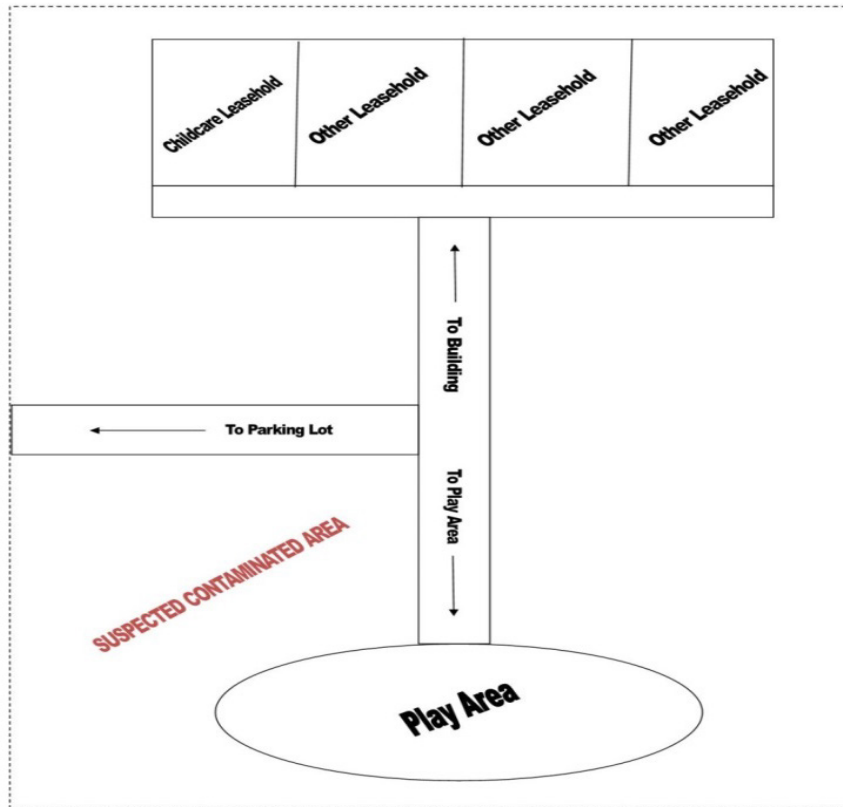 Childcare Leasehold
Other Leasehold
Other Leasehold
Other Leasehold
To Building
To Parking Lot
To Play Area
SUSPECTED CONTAMINATED AREA
Play Area